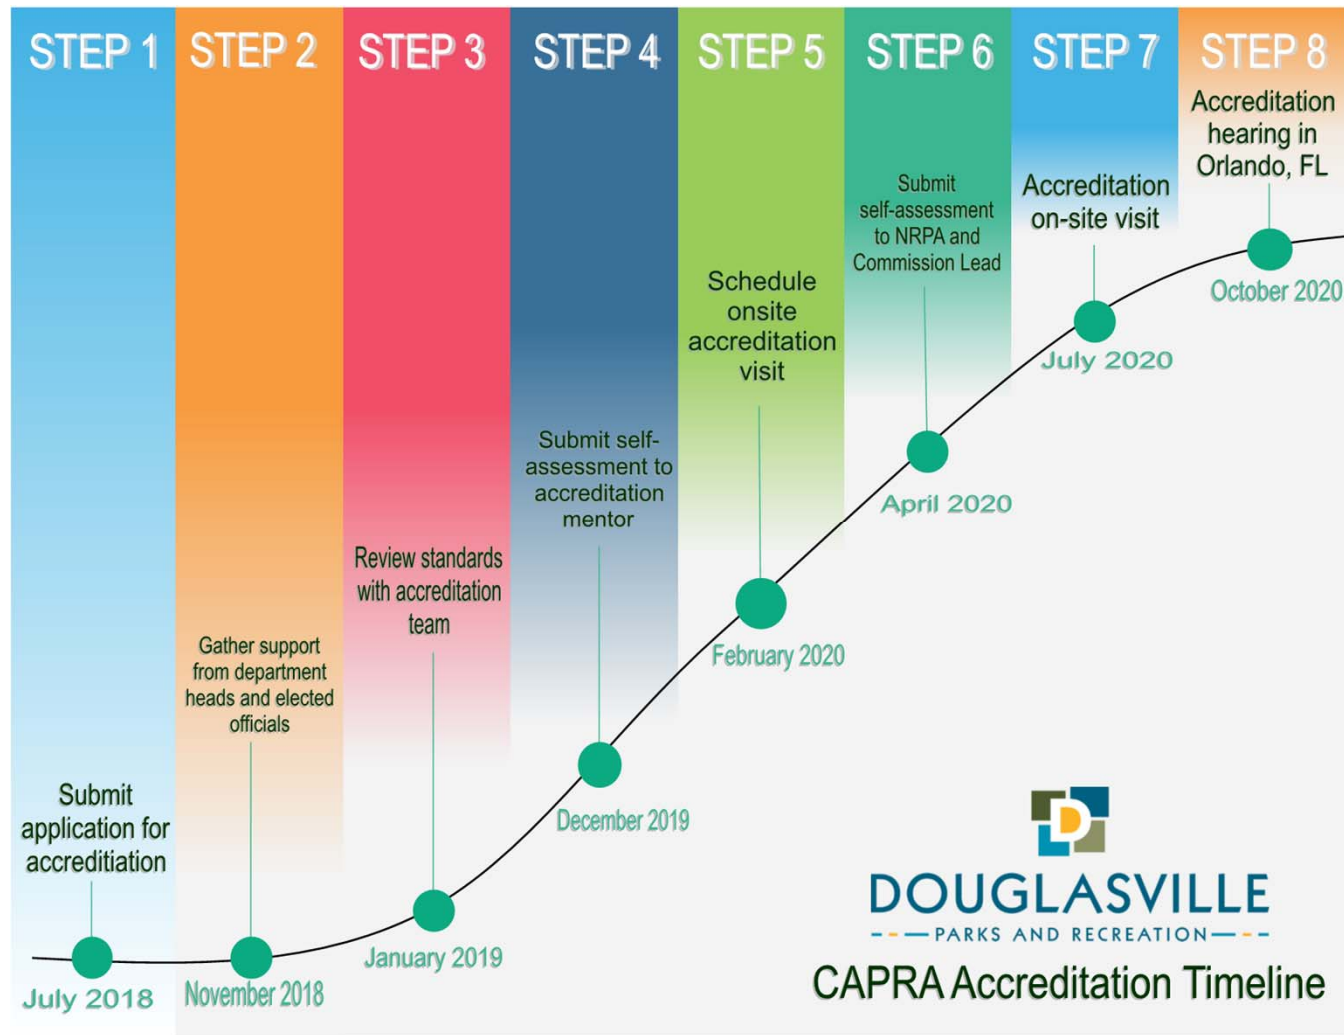 STEP 1
Submit
application for
accreditiation
July 2018
STEP 2
Gather support
from department
heads and elected
officials
November 2018
STEP 3
Review standards
with accreditation
team
January 2019
STEP 4
Submit self-
assessment to
accreditation
mentor
December 2019
STEP 5
Schedule
onsite
accreditation
visit
February 2020
STEP 6
Submit
self-assessment
to NRPA and
Commission Lead
April 2020
STEP 7
Accreditation
on-site visit
July 2020
STEP 8
Accreditation
hearing in
Orlando, FL
October 2020
D
DOUGLASVILLE
PARKS AND RECREATION
CAPRA Accreditation Timeline